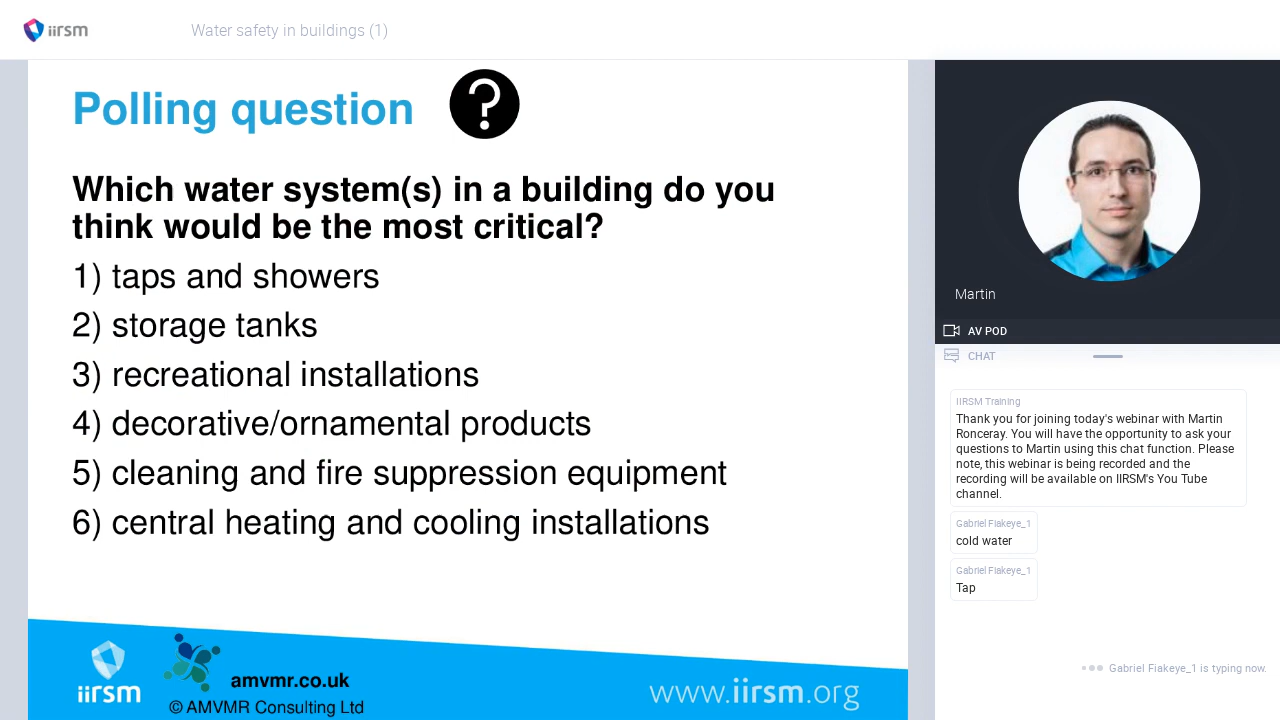 iirsm
Water safety in buildings (1)
Polling question ?
Which water system(s) in a building do you
think would be the most critical?
1) taps and showers
2) storage tanks
3) recreational installations
4) decorative/ornamental products
5) cleaning and fire suppression equipment
6) central heating and cooling installations
iirsm
amvmr.co.uk
© AMVMR Consulting Ltd
www.iirsm.org
Martin
AV POD
CHAT
IIRSM Training
Thank you for joining today's webinar with Martin
Ronceray. You will have the opportunity to ask your
questions to Martin using this chat function. Please
note, this webinar is being recorded and the
recording will be available on IIRSM's You Tube
channel.
Gabriel Fiakeye_1
cold water
Gabriel Fiakeye_1
Tap
Gabriel Fiakeye_1 is typing now.